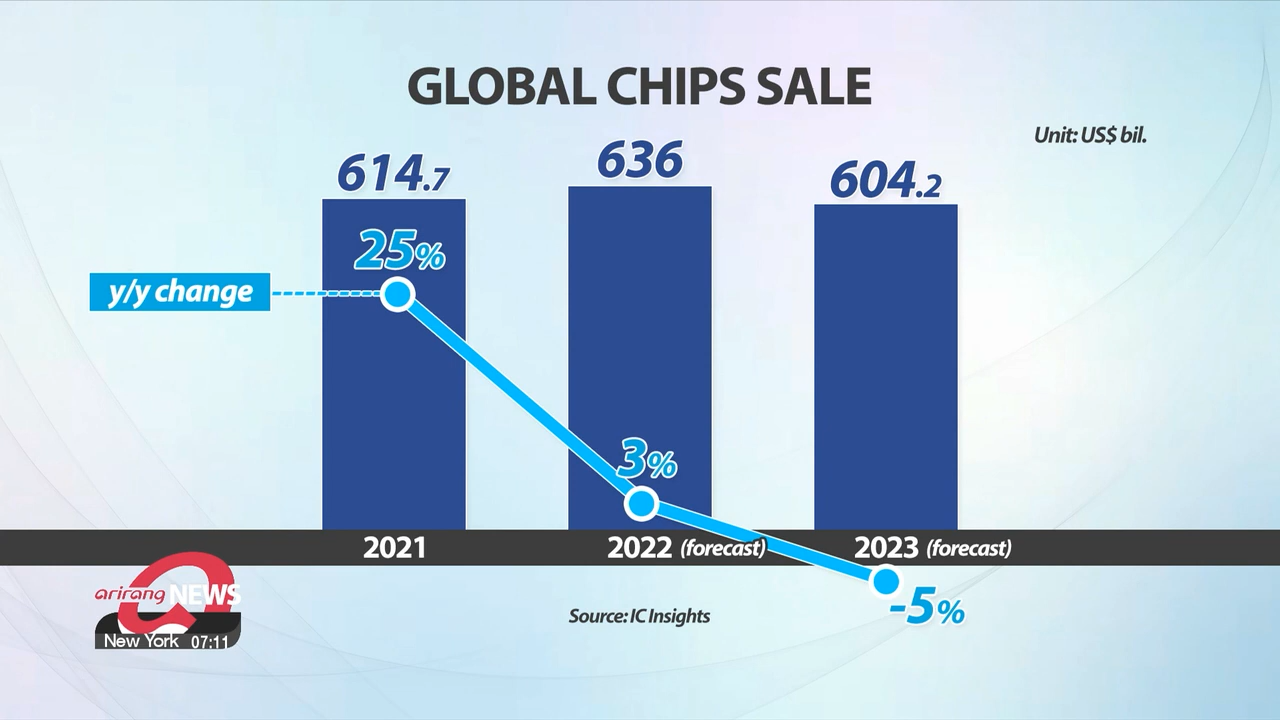 GLOBAL CHIPS SALE
Unit: US$ bil.
614.7
636
604.2
25%
y/y change
3%
2021
2022 (forecast)
2023 (forecast)
-5%
arirang NEWS
New York 07:11
Source: IC Insights